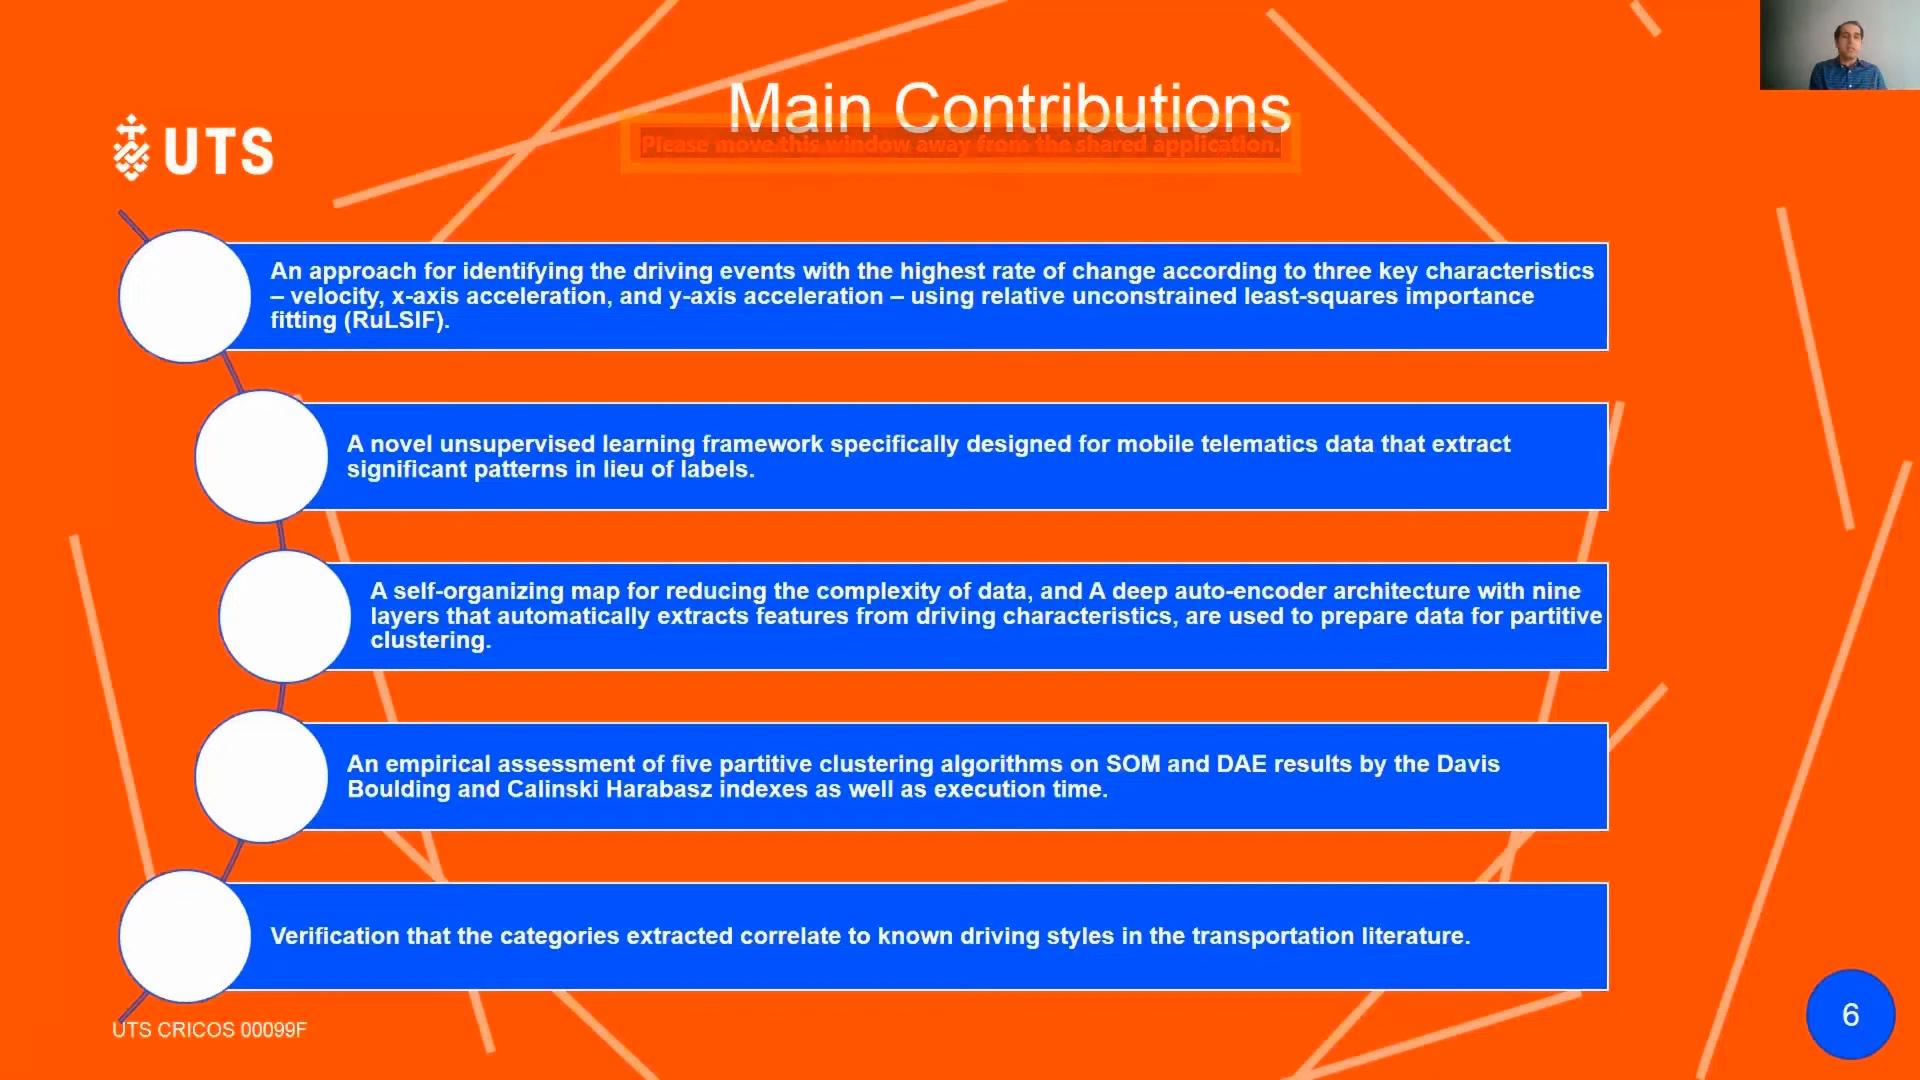 Main Contributions
Please move this window away from the shared application.
UTS
An approach for identifying the driving events with the highest rate of change according to three key characteristics
– velocity, x-axis acceleration, and y-axis acceleration – using relative unconstrained least-squares importance
fitting (RuLSIF).
A novel unsupervised learning framework specifically designed for mobile telematics data that extract
significant patterns in lieu of labels.
A self-organizing map for reducing the complexity of data, and A deep auto-encoder architecture with nine
layers that automatically extracts features from driving characteristics, are used to prepare data for partitive
clustering.
An empirical assessment of five partitive clustering algorithms on SOM and DAE results by the Davis
Boulding and Calinski Harabasz indexes as well as execution time.
Verification that the categories extracted correlate to known driving styles in the transportation literature.
UTS CRICOS 00099F
6